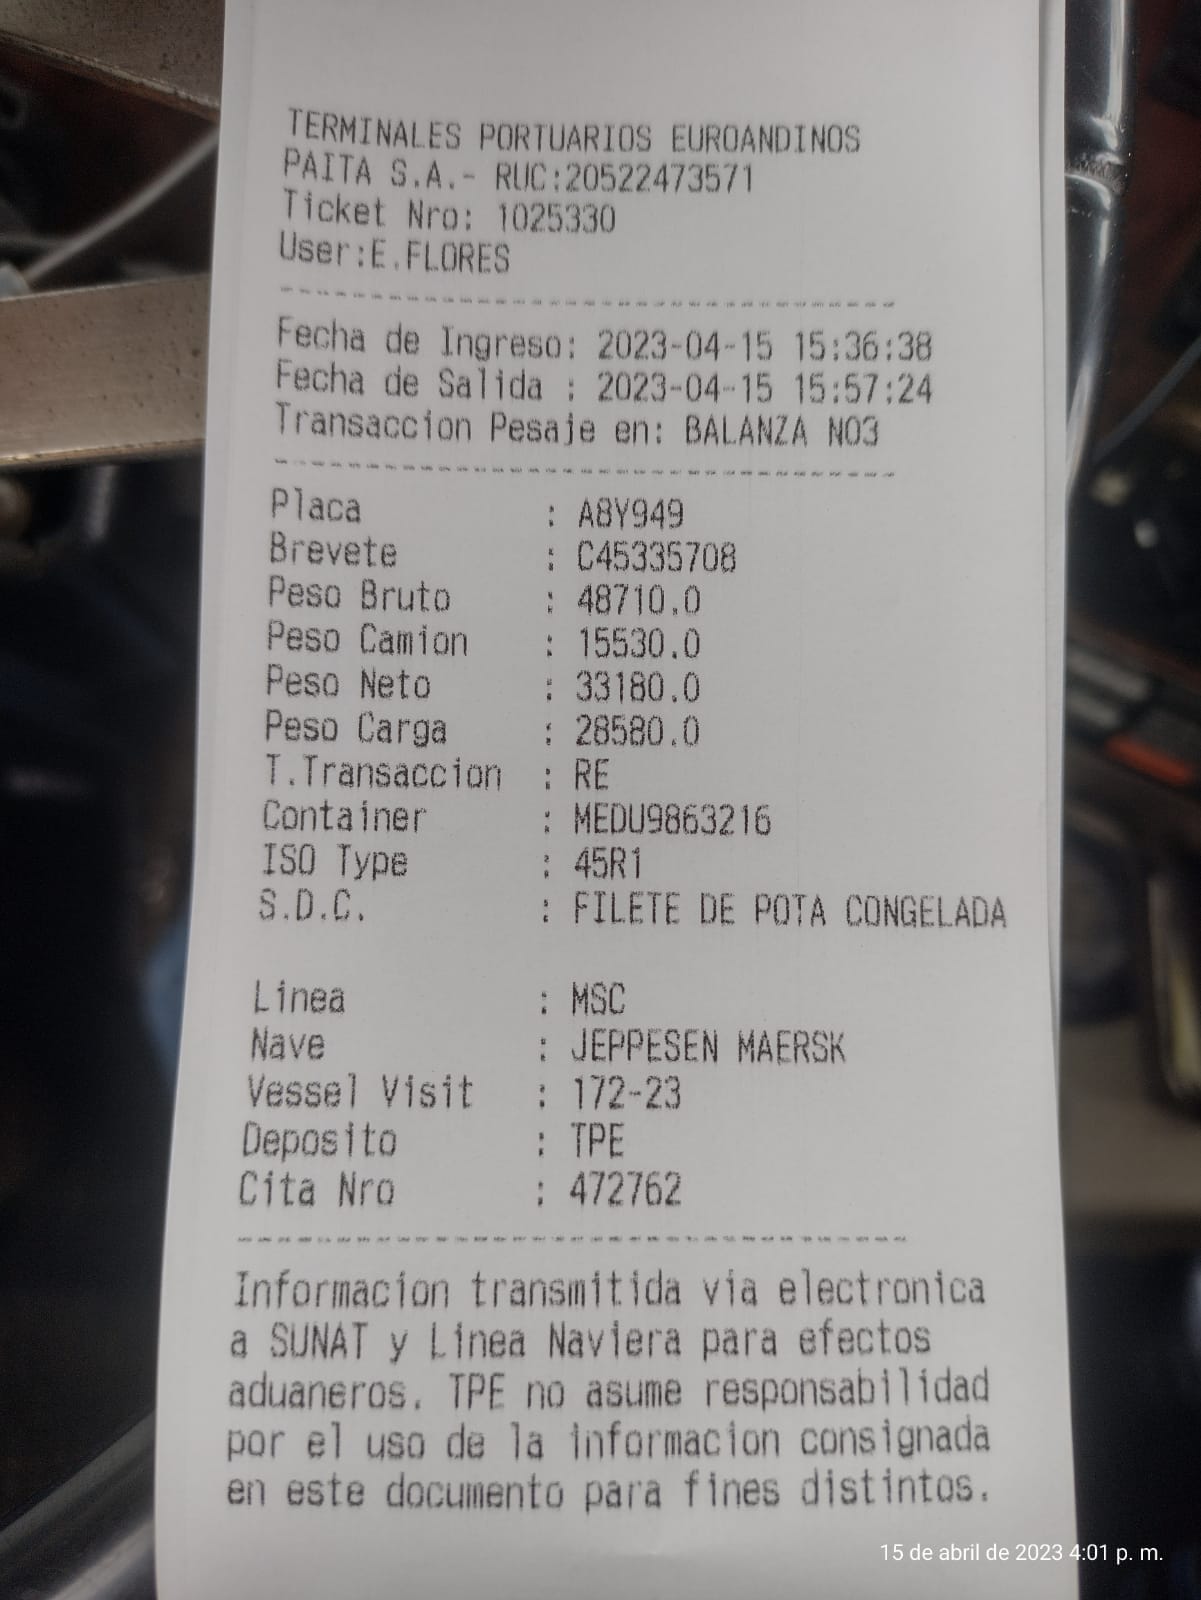 TERMINALES PORTUARIOS EUROANDINOS
PAITA S.A.- RUC:20522473571
Ticket Nro: 1025330
User:E.FLORES
--------------------------------
Fecha de Ingreso: 2023-04-15 15:36:38
Fecha de Salida : 2023-04-15 15:57:24
Transaccion Pesaje en: BALANZA NO3
--------------------------------
Placa : A8Y949
Brevete : C45335708
Peso Bruto : 48710.0
Peso Camion : 15530.0
Peso Neto : 33180.0
Peso Carga : 28580.0
T.Transaccion : RE
Container : MEDU9863216
ISO Type : 45R1
S.D.C. : FILETE DE POTA CONGELADA
Linea : MSC
Nave : JEPPESEN MAERSK
Vessel Visit : 172-23
Deposito : TPE
Cita Nro : 472762
--------------------------------
Informacion transmitida via electronica
a SUNAT y Linea Naviera para efectos
aduaneros. TPE no asume responsabilidad
por el uso de la informacion consignada
en este documento para fines distintos.
15 de abril de 2023 4:01 p. m.